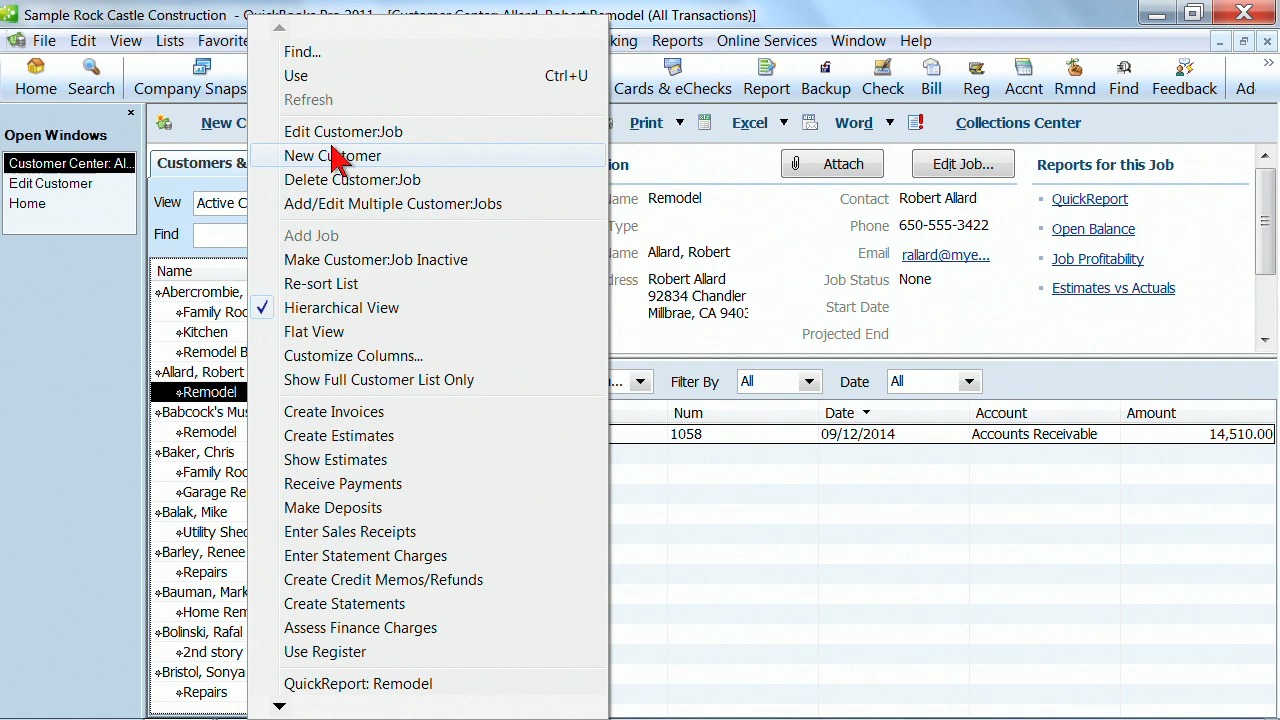 Sample Rock Castle Construction - QuickBooks Pro 2011 - [Customer Center: Allard, Robert:Remodel (All Transactions)]
File Edit View Lists Favorite king Reports Online Services Window Help
Home Search Company Snaps Cards & eChecks Report Backup Check Bill Reg Accnt Rmnd Find Feedback Ad
Open Windows
Customer Center: Al...
Edit Customer
Home
New C Print Excel Word Collections Center
Customers &
View Active C
Find
Name
Abercrombie,
Family Roo
Kitchen
Remodel B
Allard, Robert
Remodel
Babcock's Mus
Remodel
Baker, Chris
Family Roo
Garage Re
Balak, Mike
Utility Shed
Barley, Renee
Repairs
Bauman, Mark
Home Rem
Bolinski, Rafal
2nd story
Bristol, Sonya
Repairs
Find...
Use Ctrl+U
Refresh
Edit Customer:Job
New Customer
Delete Customer:Job
Add/Edit Multiple Customer:Jobs
Add Job
Make Customer:Job Inactive
Re-sort List
Hierarchical View
Flat View
Customize Columns...
Show Full Customer List Only
Create Invoices
Create Estimates
Show Estimates
Receive Payments
Make Deposits
Enter Sales Receipts
Enter Statement Charges
Create Credit Memos/Refunds
Create Statements
Assess Finance Charges
Use Register
QuickReport: Remodel
ion Attach Edit Job...
Name Remodel
Type
Name Allard, Robert
dress Robert Allard
92834 Chandler
Millbrae, CA 940
Contact Robert Allard
Phone 650-555-3422
Email rallard@mye...
Job Status None
Start Date
Projected End
Reports for this Job
QuickReport
Open Balance
Job Profitability
Estimates vs Actuals
... Filter By All Date All
Num Date Account Amount
1058 09/12/2014 Accounts Receivable 14,510.00